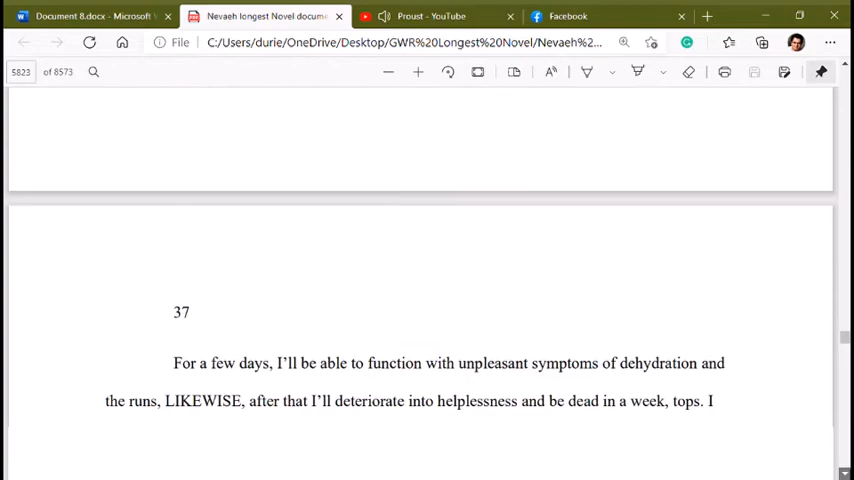 Document 8.docx - Microsoft W
Nevaeh longest Novel docume
Proust - YouTube
Facebook
File
C:/Users/durie/OneDrive/Desktop/GWR%20Longest%20Novel/Nevaeh%2...
5823 of 8573
37
For a few days, I’ll be able to function with unpleasant symptoms of dehydration and
the runs, LIKEWISE, after that I’ll deteriorate into helplessness and be dead in a week, tops. I